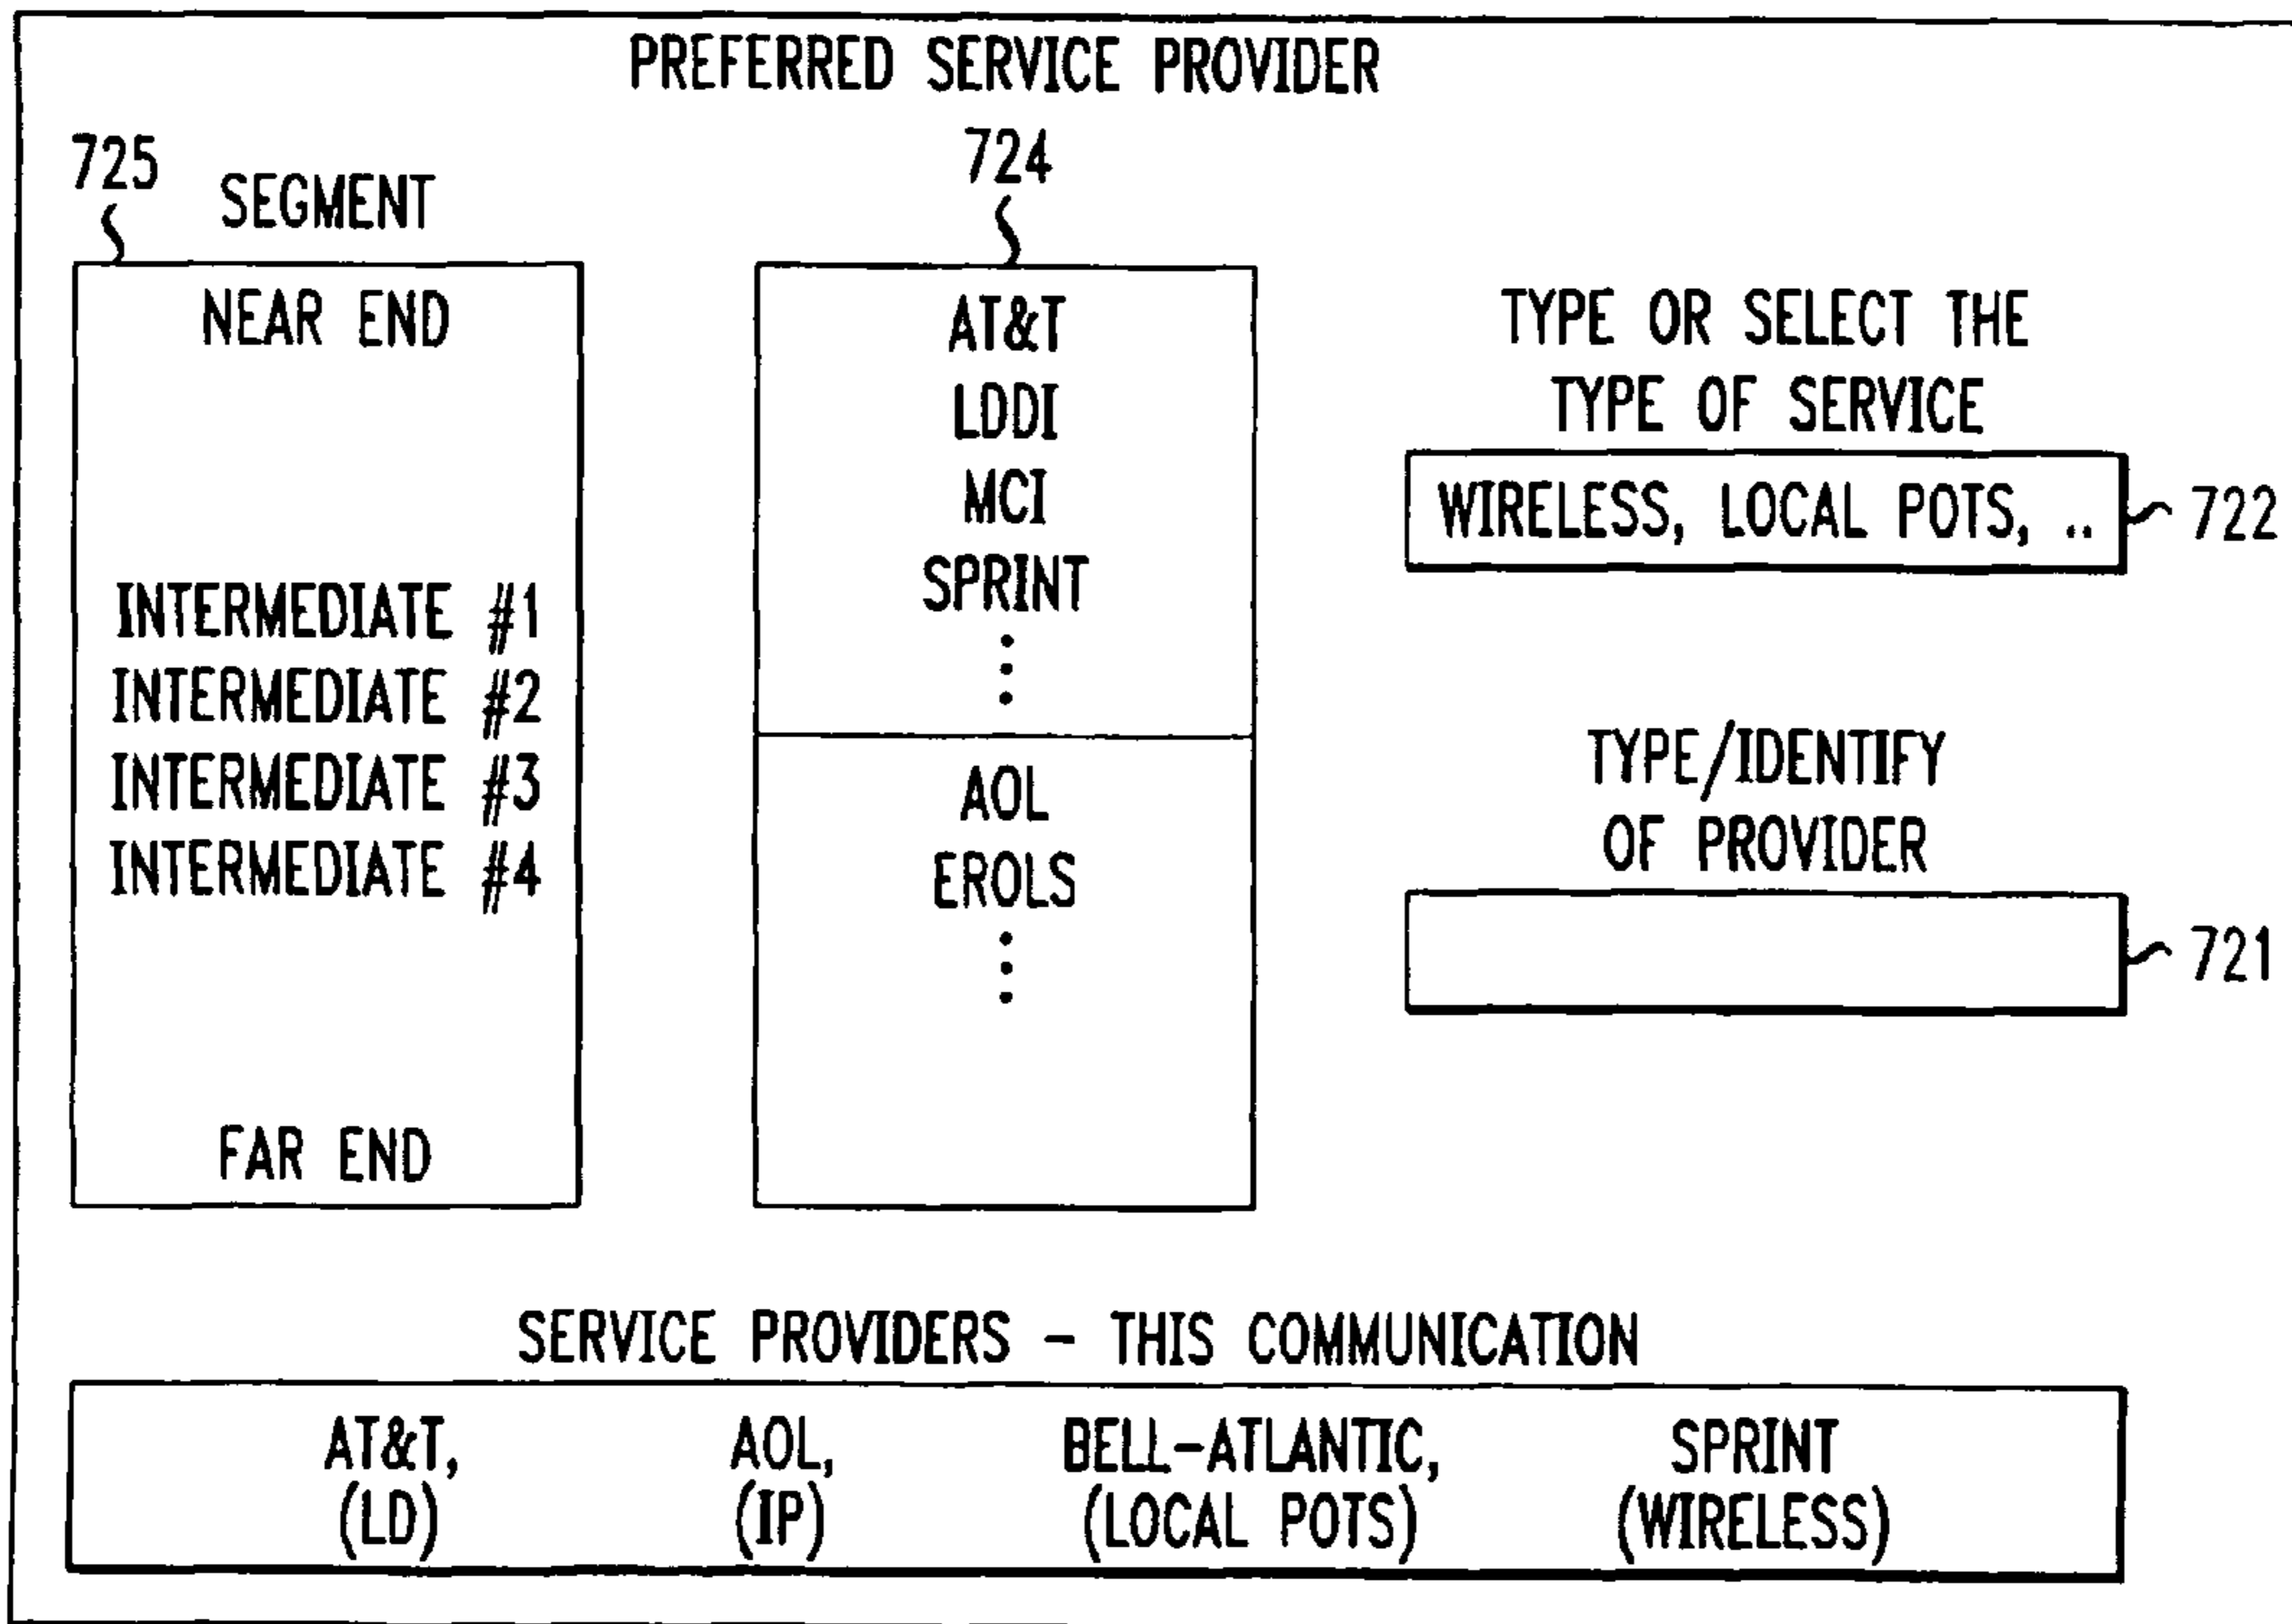 PREFERRED SERVICE PROVIDER
725
SEGMENT
NEAR END
INTERMEDIATE #1
INTERMEDIATE #2
INTERMEDIATE #3
INTERMEDIATE #4
FAR END
724
AT&T
LDDI
MCI
SPRINT
⋮
AOL
EROLS
⋮
TYPE OR SELECT THE
TYPE OF SERVICE
WIRELESS, LOCAL POTS, ..
722
TYPE/IDENTIFY
OF PROVIDER
721
SERVICE PROVIDERS - THIS COMMUNICATION
AT&T, AOL, BELL-ATLANTIC, SPRINT
(LD) (IP) (LOCAL POTS) (WIRELESS)